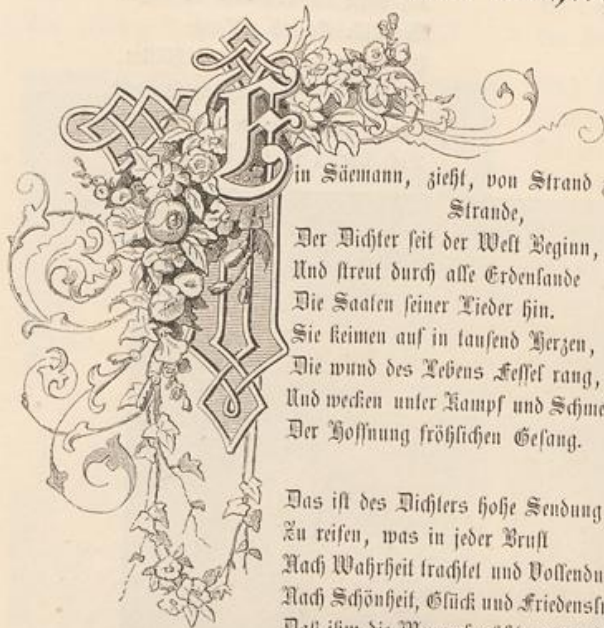 Ein Säemann, zieht, von Strand
Strande,
Der Dichter seit der Welt Beginn,
Und streut durch alle Erdenlande
Die Saaten seiner Lieder hin.
Sie keimen auf in tausend Herzen,
Die wund des Lebens Fessel rang,
Und wecken unter Kampf und
Der Hoffnung fröhlichen Gesang.
Das ist des Dichters hohe Sendung
Zu reifen, was in jeder Brust
Nach Wahrheit trachtet und
Nach Schönheit, Glück und